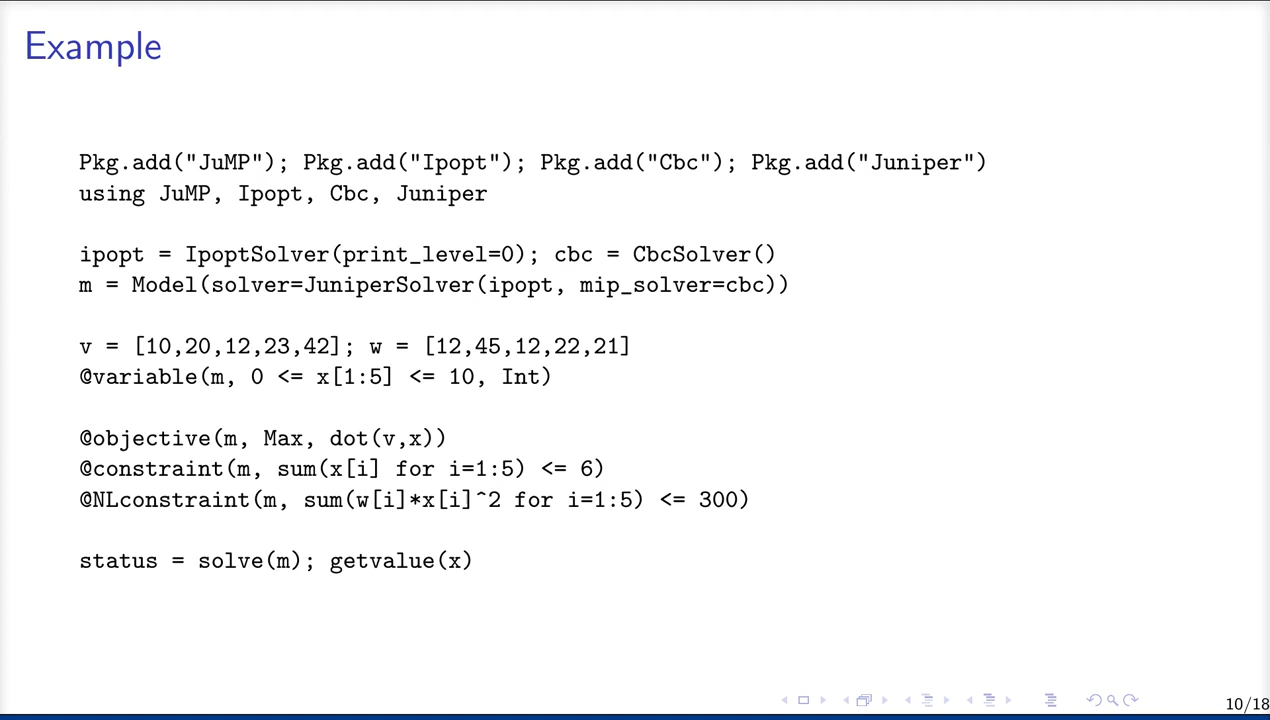 Example
Pkg.add("JuMP"); Pkg.add("Ipopt"); Pkg.add("Cbc"); Pkg.add("Juniper")
using JuMP, Ipopt, Cbc, Juniper
ipopt = IpoptSolver(print_level=0); cbc = CbcSolver()
m = Model(solver=JuniperSolver(ipopt, mip_solver=cbc))
v = [10,20,12,23,42]; w = [12,45,12,22,21]
@variable(m, 0 <= x[1:5] <= 10, Int)
@objective(m, Max, dot(v,x))
@constraint(m, sum(x[i] for i=1:5) <= 6)
@NLconstraint(m, sum(w[i]*x[i]^2 for i=1:5) <= 300)
status = solve(m); getvalue(x)
10/18